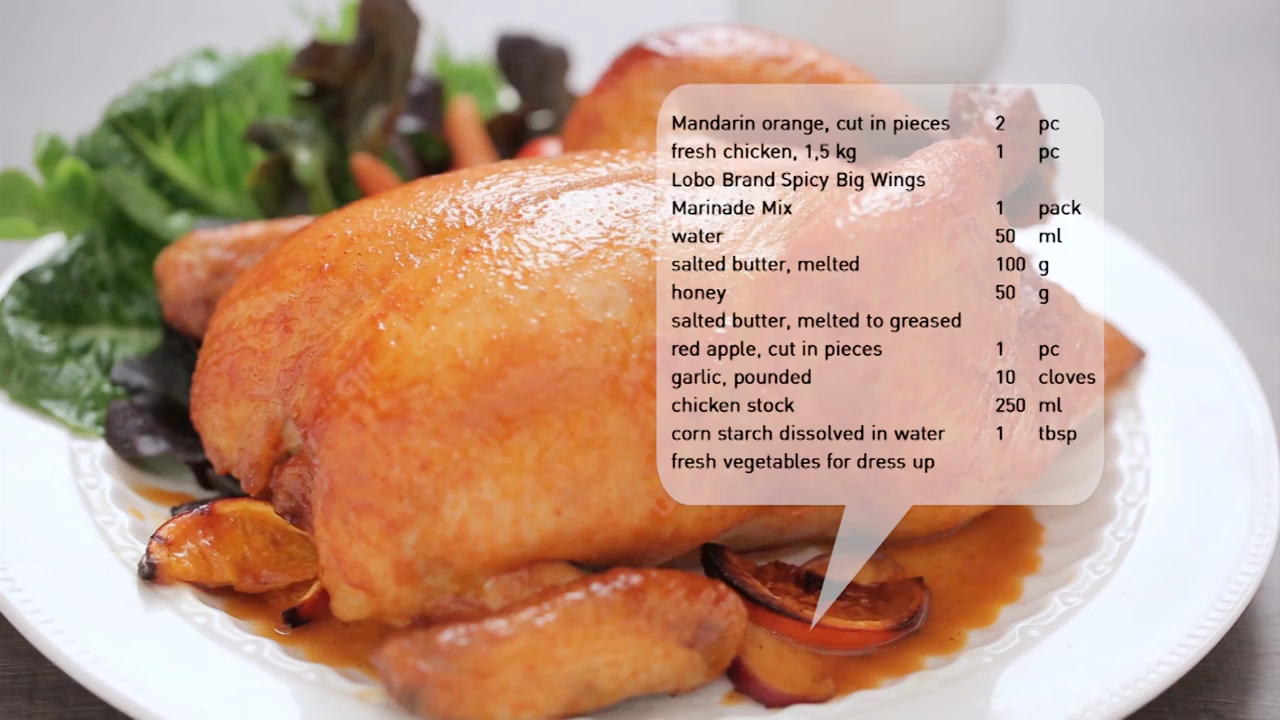 Mandarin orange, cut in pieces 2 pc
fresh chicken, 1,5 kg 1 pc
Lobo Brand Spicy Big Wings
Marinade Mix 1 pack
water 50 ml
salted butter, melted 100 g
honey 50 g
salted butter, melted to greased
red apple, cut in pieces 1 pc
garlic, pounded 10 cloves
chicken stock 250 ml
corn starch dissolved in water 1 tbsp
fresh vegetables for dress up